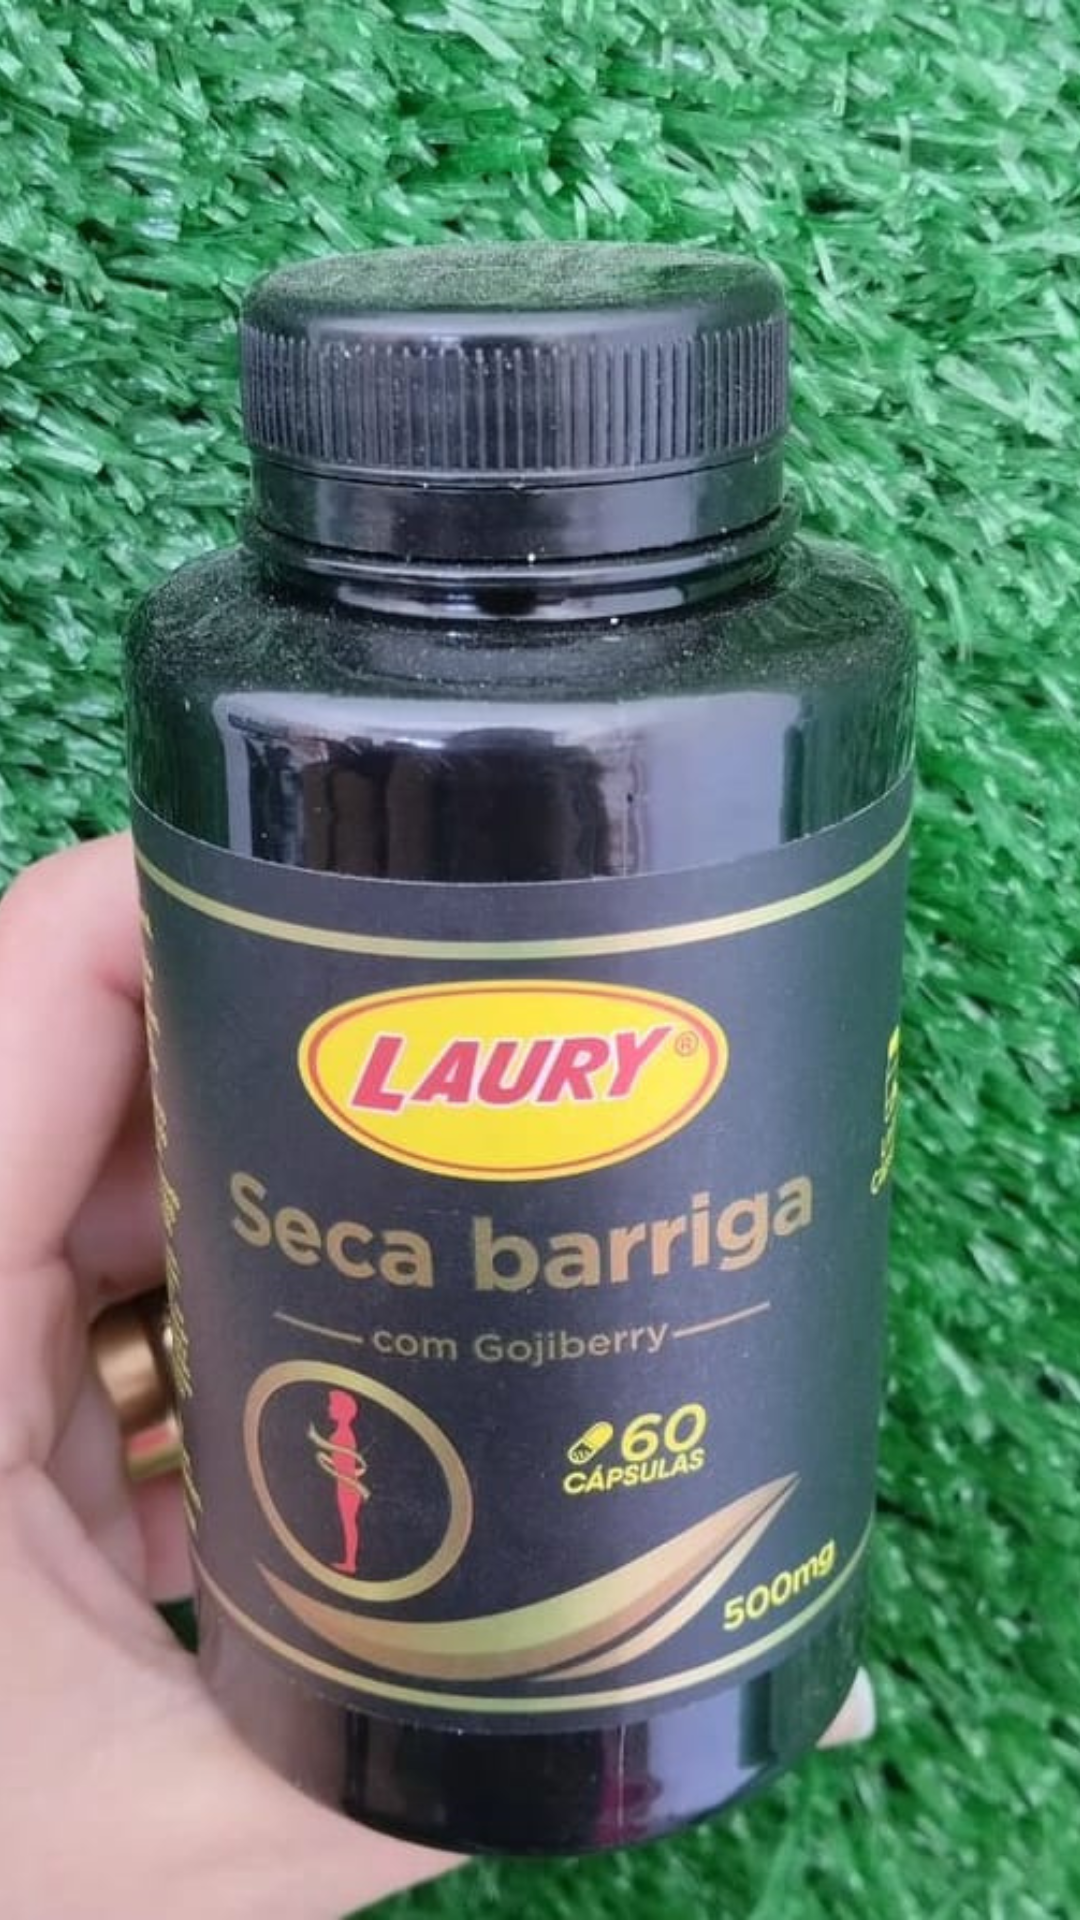 LAURY®
Seca barriga
com Gojiberry
60
CÁPSULAS
500mg